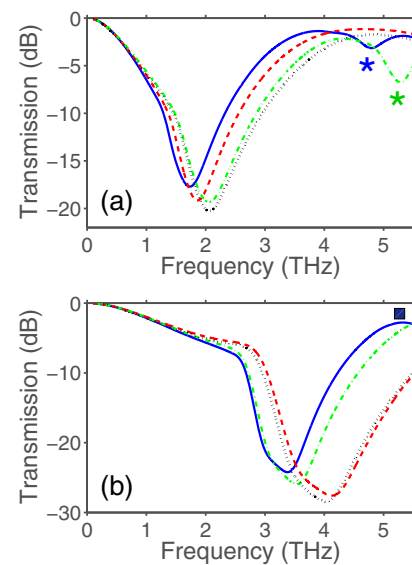 0
−5
−10
−15
−20
Transmission (dB)
(a)
*
*
0 1 2 3 4 5
Frequency (THz)
0
−10
−20
−30
Transmission (dB)
(b)
0 1 2 3 4 5
Frequency (THz)